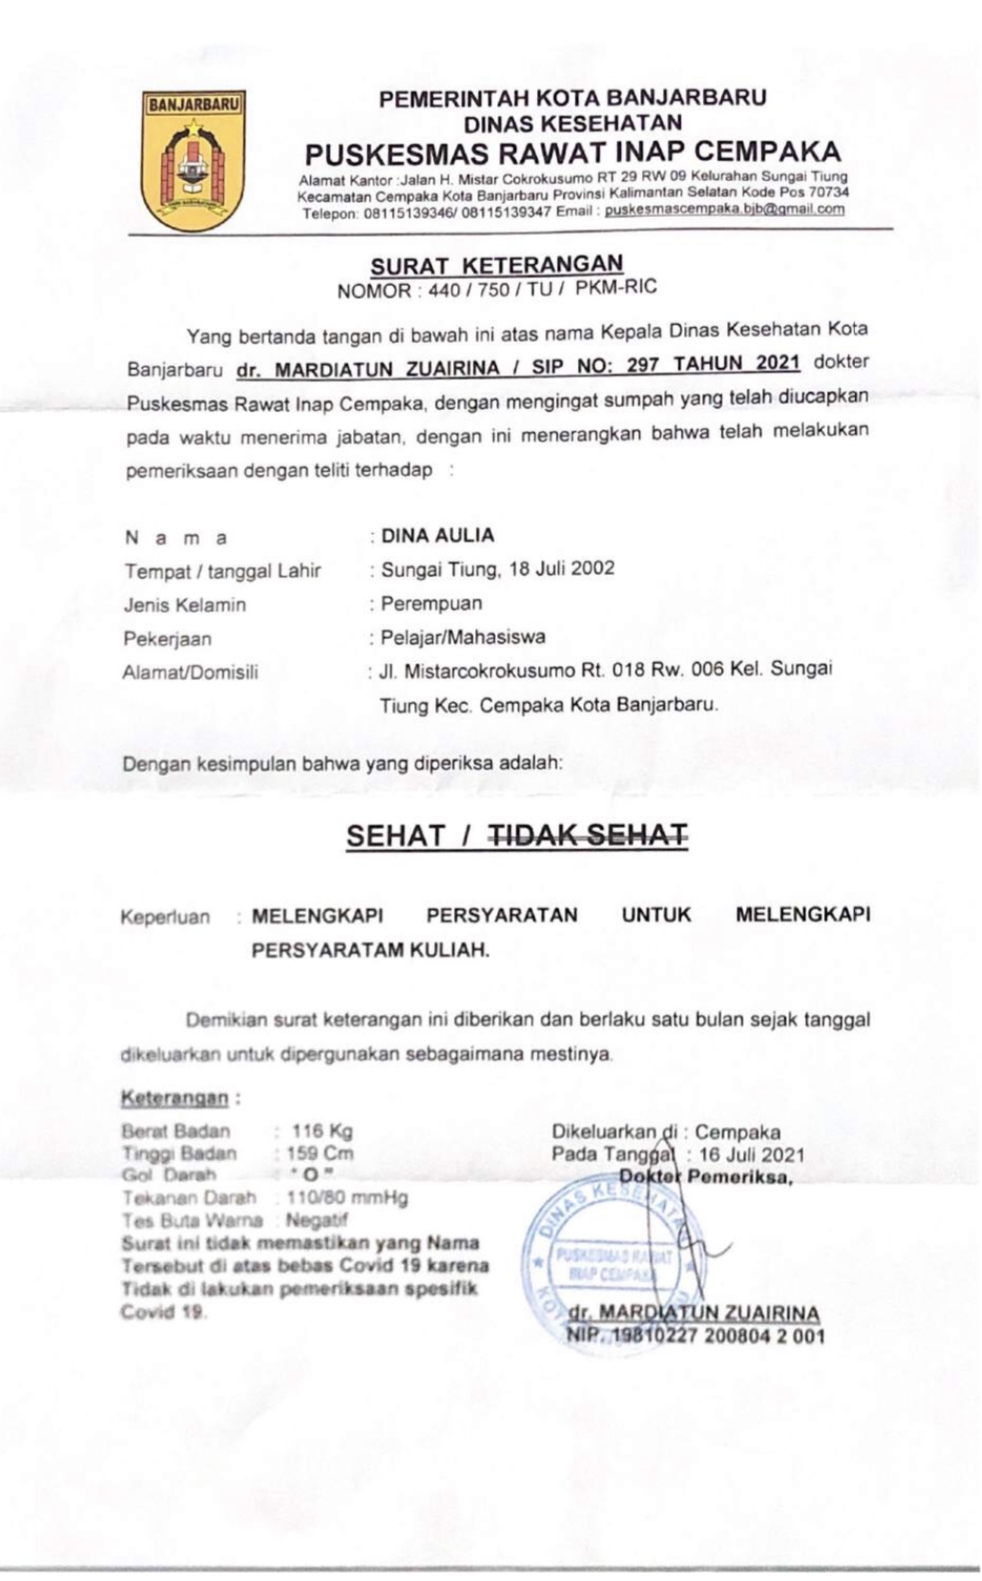 BANJARBARU
PEMERINTAH KOTA BANJARBARU
DINAS KESEHATAN
PUSKESMAS RAWAT INAP CEMPAKA
Alamat Kantor :Jalan H. Mistar Cokrokusumo RT 29 RW 09 Kelurahan Sungai Tiung
Kecamatan Cempaka Kota Banjarbaru Provinsi Kalimantan Selatan Kode Pos 70734
Telepon: 08115139346/ 08115139347 Email : puskesmascempaka.bjb@gmail.com
SURAT KETERANGAN
NOMOR : 440 / 750 / TU / PKM-RIC
Yang bertanda tangan di bawah ini atas nama Kepala Dinas Kesehatan Kota
Banjarbaru dr. MARDIATUN ZUAIRINA / SIP NO: 297 TAHUN 2021 dokter
Puskesmas Rawat Inap Cempaka, dengan mengingat sumpah yang telah diucapkan
pada waktu menerima jabatan, dengan ini menerangkan bahwa telah melakukan
pemeriksaan dengan teliti terhadap :
N a m a : DINA AULIA
Tempat / tanggal Lahir : Sungai Tiung, 18 Juli 2002
Jenis Kelamin : Perempuan
Pekerjaan : Pelajar/Mahasiswa
Alamat/Domisili : Jl. Mistarcokrokusumo Rt. 018 Rw. 006 Kel. Sungai
Tiung Kec. Cempaka Kota Banjarbaru.
Dengan kesimpulan bahwa yang diperiksa adalah:
SEHAT / TIDAK SEHAT
Keperluan : MELENGKAPI PERSYARATAN UNTUK MELENGKAPI
PERSYARATAM KULIAH.
Demikian surat keterangan ini diberikan dan berlaku satu bulan sejak tanggal
dikeluarkan untuk dipergunakan sebagaimana mestinya.
Keterangan :
Berat Badan : 116 Kg
Tinggi Badan : 159 Cm
Gol Darah : " O "
Tekanan Darah : 110/80 mmHg
Tes Buta Warna : Negatif
Surat ini tidak memastikan yang Nama
Tersebut di atas bebas Covid 19 karena
Tidak di lakukan pemeriksaan spesifik
Covid 19.
Dikeluarkan di : Cempaka
Pada Tanggal : 16 Juli 2021
Dokter Pemeriksa,
DINAS KESEHATAN
PUSKESMAS RAWAT
INAP CEMPAKA
dr. MARDIATUN ZUAIRINA
NIP. 19810227 200804 2 001